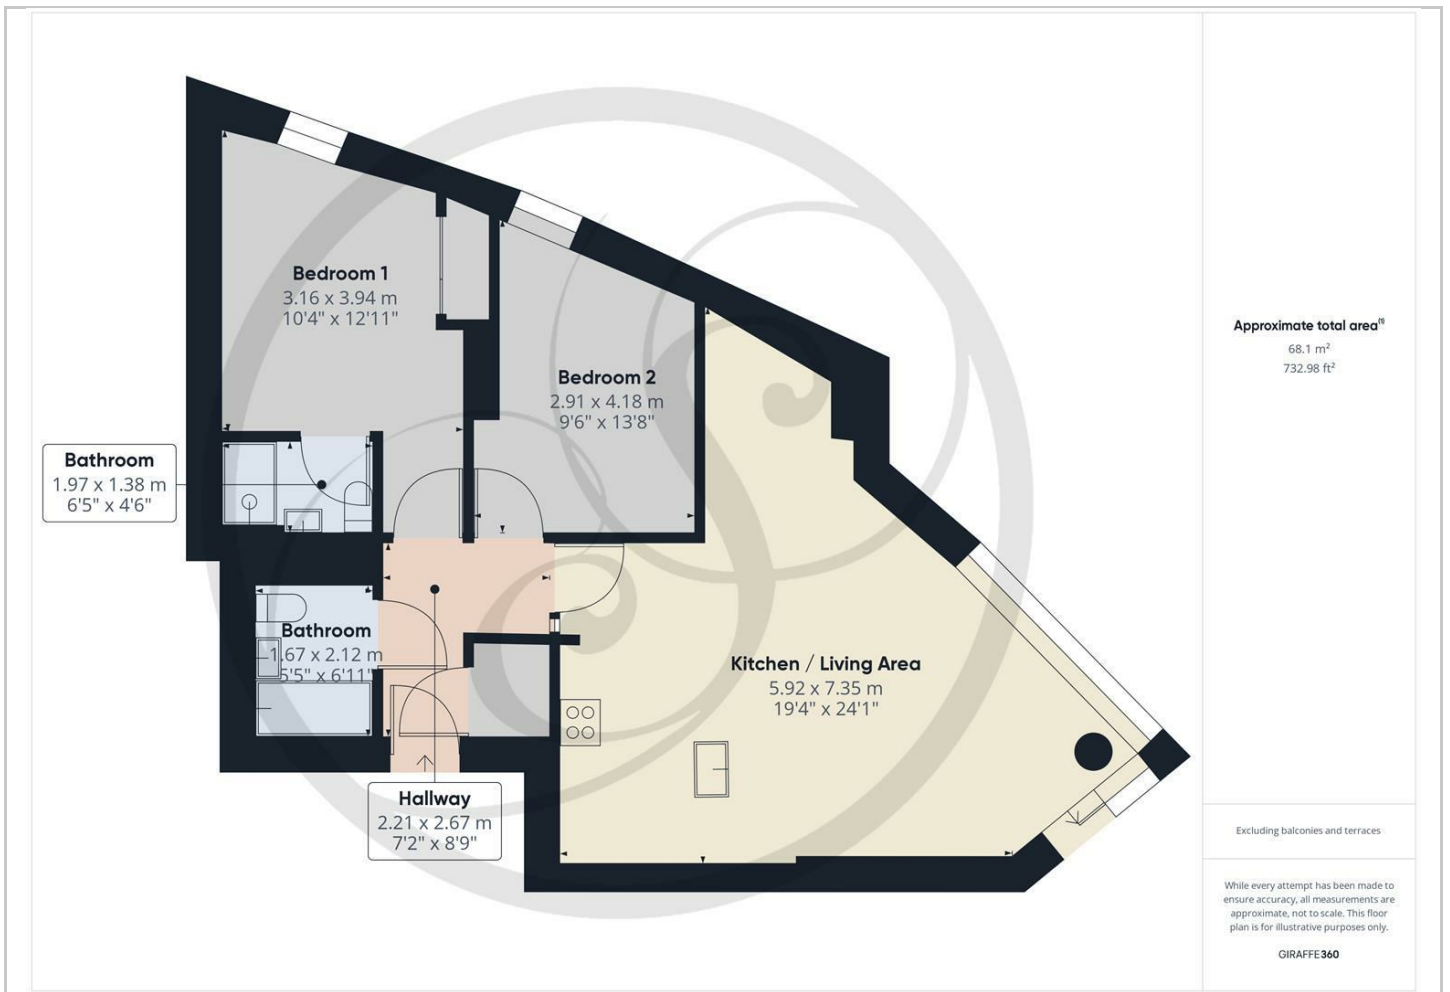 Bedroom 1
3.16 x 3.94 m
10'4" x 12'11"
Bedroom 2
2.91 x 4.18 m
9'6" x 13'8"
Bathroom
1.97 x 1.38 m
6'5" x 4'6"
Bathroom
1.67 x 2.12 m
5'5" x 6'11"
Kitchen / Living Area
5.92 x 7.35 m
19'4" x 24'1"
Hallway
2.21 x 2.67 m
7'2" x 8'9"
Approximate total area(1)
68.1 m²
732.98 ft²
Excluding balconies and terraces
While every attempt has been made to
ensure accuracy, all measurements are
approximate, not to scale. This floor
plan is for illustrative purposes only.
GIRAFFE360